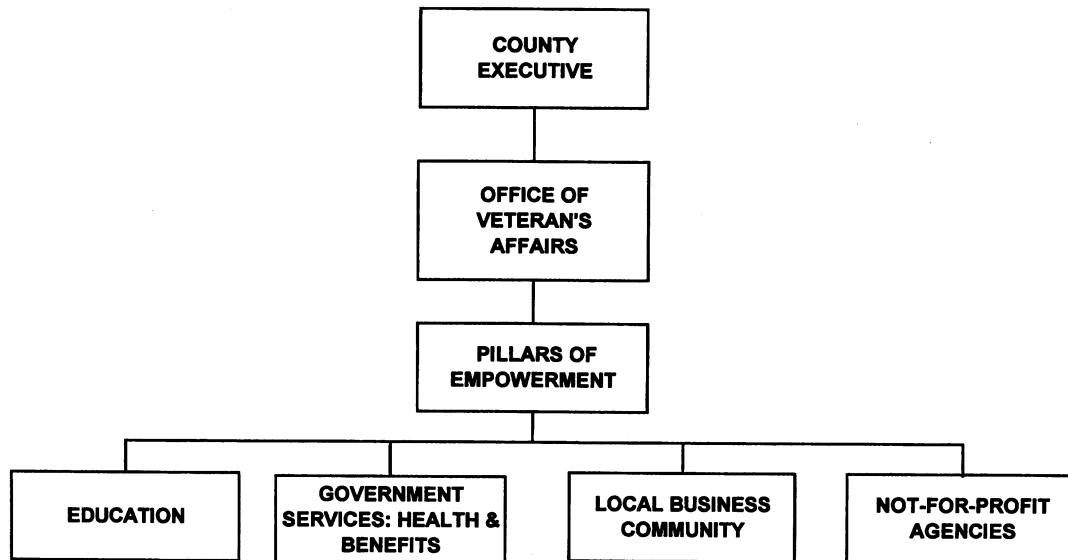 COUNTY
EXECUTIVE
OFFICE OF
VETERAN'S
AFFAIRS
PILLARS OF
EMPOWERMENT
EDUCATION
GOVERNMENT
SERVICES: HEALTH &
BENEFITS
LOCAL BUSINESS
COMMUNITY
NOT-FOR-PROFIT
AGENCIES